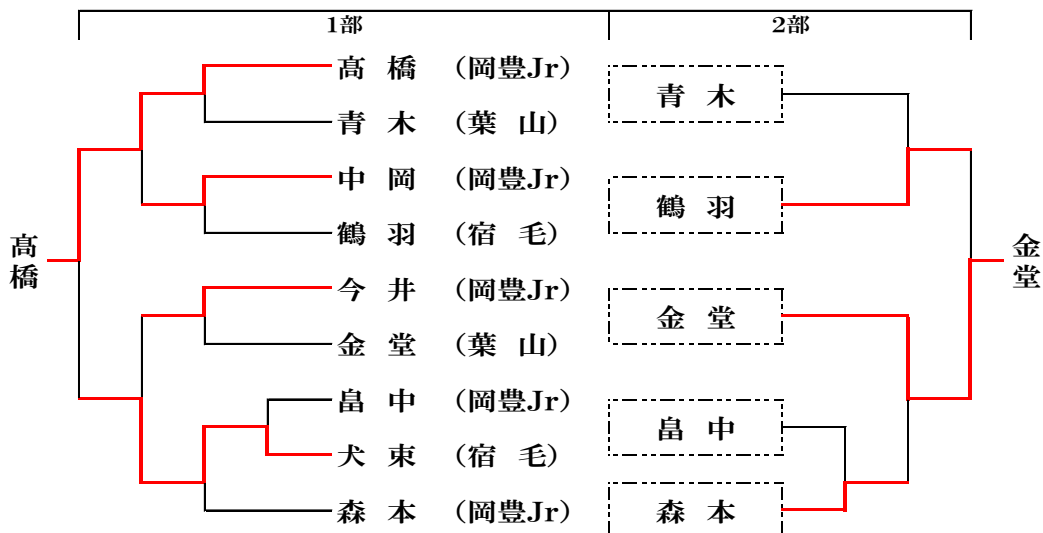 1部
2部
髙橋 （岡豊Jr）
青木 （葉山）
中岡 （岡豊Jr）
鶴羽 （宿毛）
今井 （岡豊Jr）
金堂 （葉山）
畠中 （岡豊Jr）
犬束 （宿毛）
森本 （岡豊Jr）
髙橋
青木
鶴羽
金堂
畠中
森本
金堂